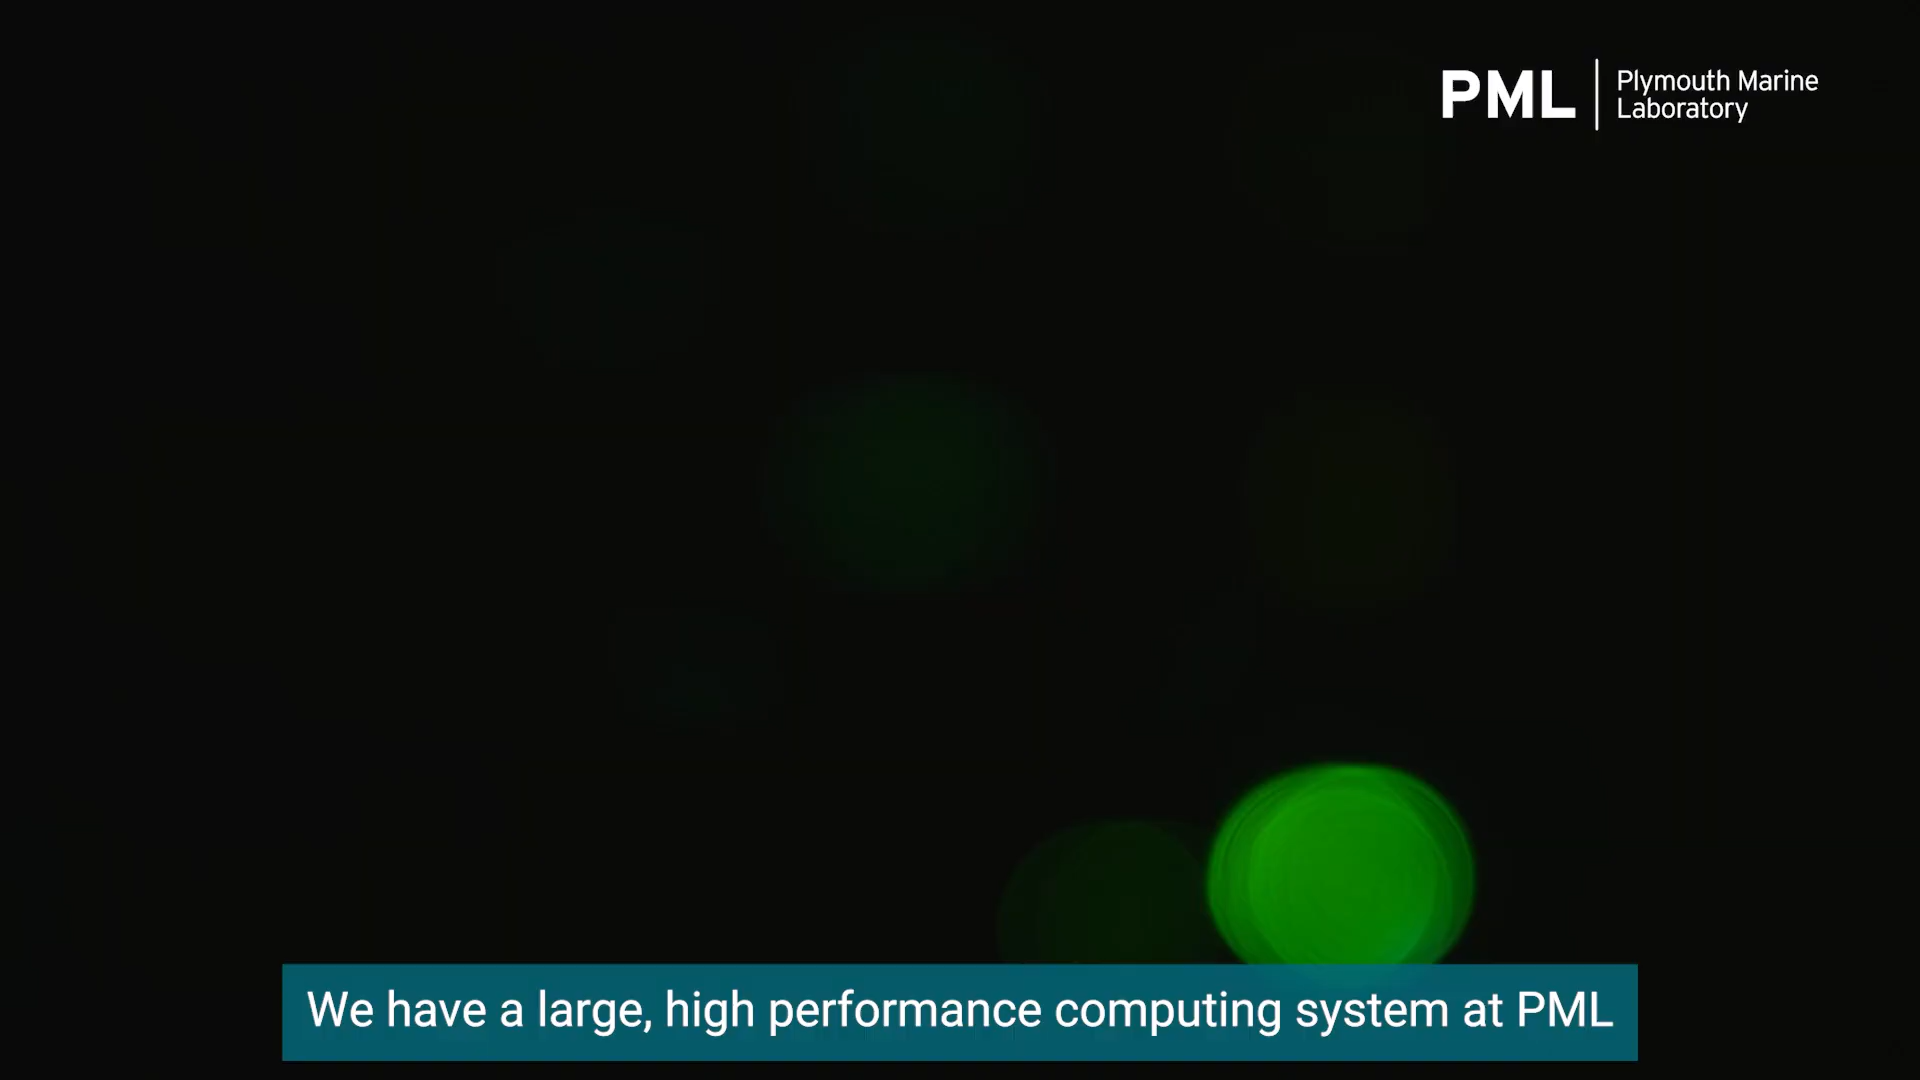 PML
Plymouth Marine
Laboratory
We have a large, high performance computing system at PML